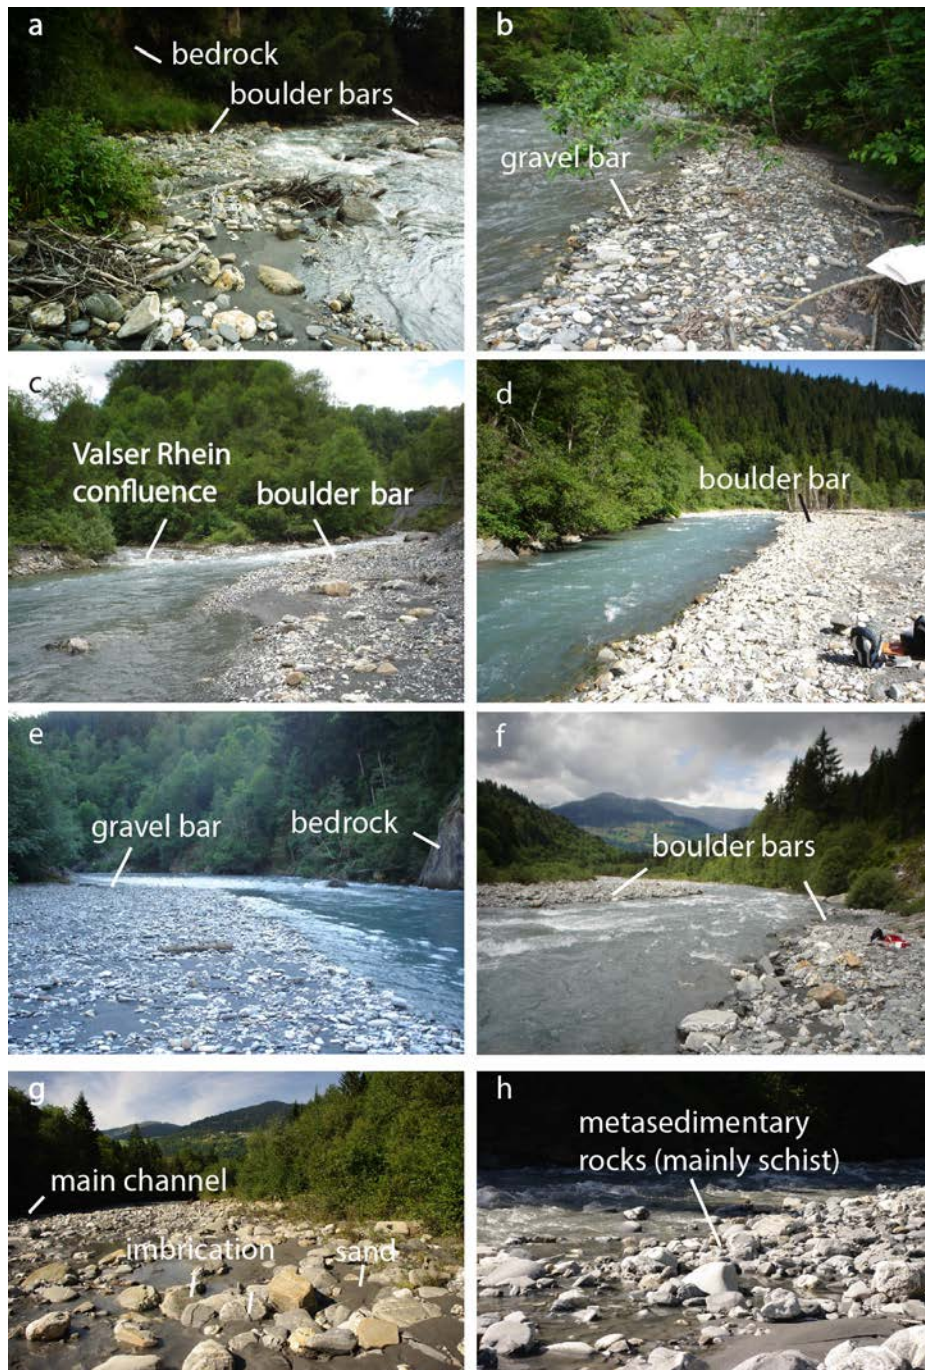 a
bedrock
boulder bars
b
gravel bar
c
Valser Rhein
confluence
boulder bar
d
boulder bar
e
gravel bar
bedrock
f
boulder bars
g
main channel
imbrication
sand
h
metasedimentary
rocks (mainly schist)